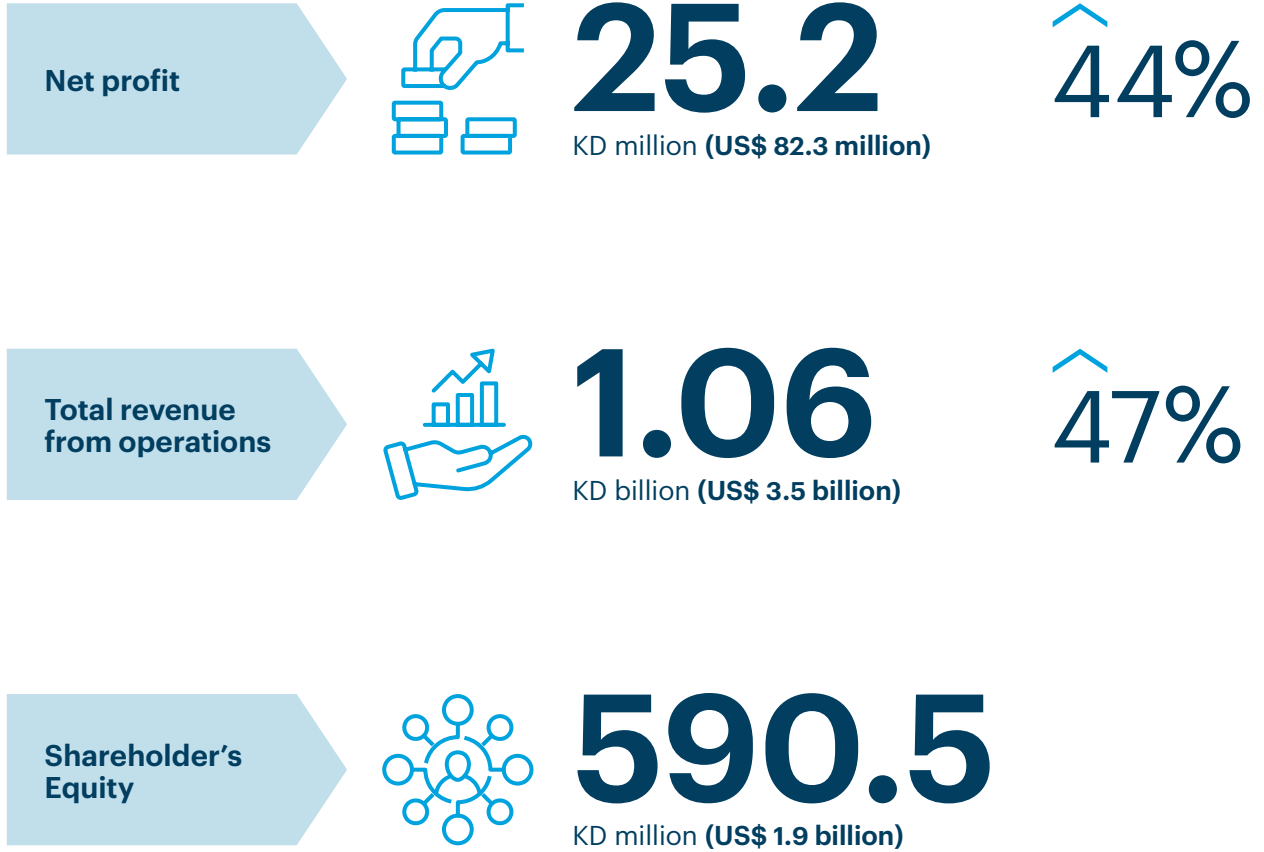 Net profit
25.2
KD million (US$ 82.3 million)
44%
Total revenue
from operations
1.06
KD billion (US$ 3.5 billion)
47%
Shareholder’s
Equity
590.5
KD million (US$ 1.9 billion)